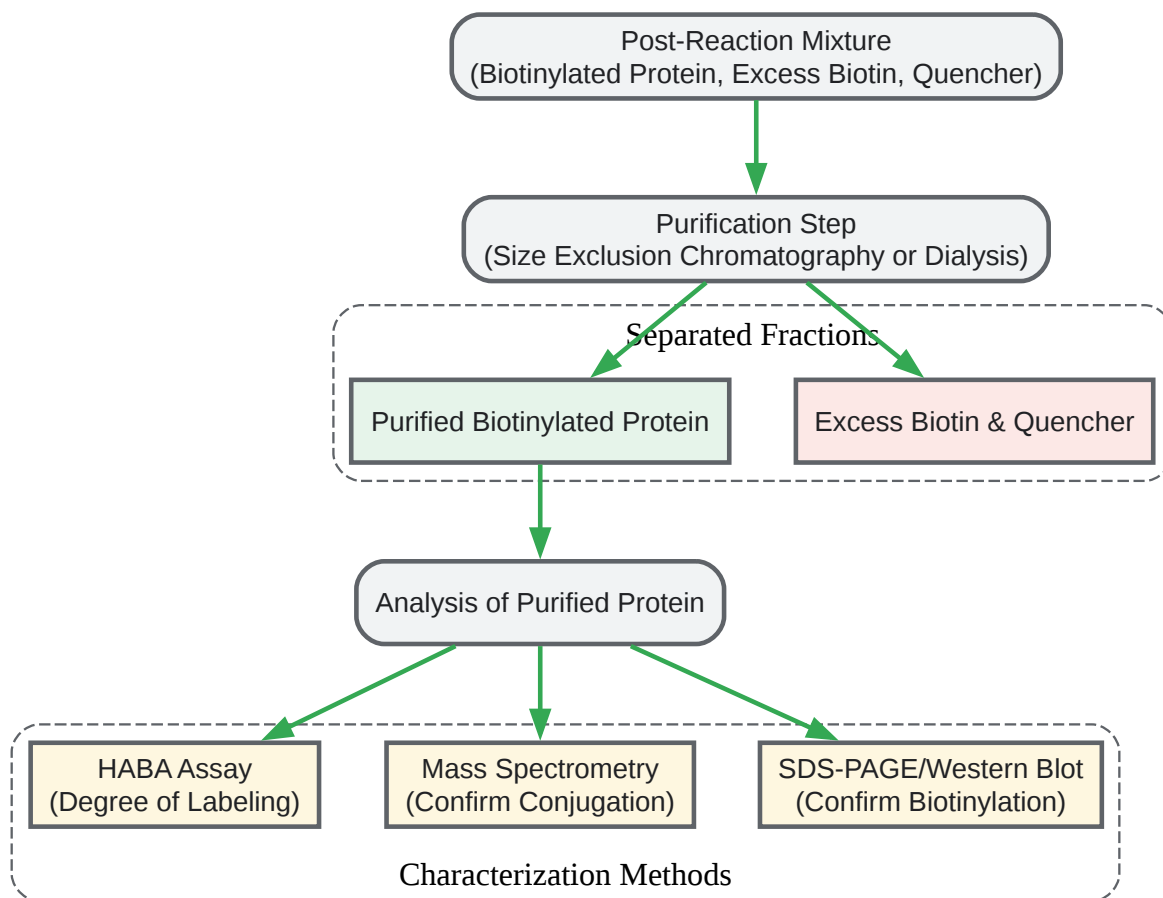 Post-Reaction Mixture
(Biotinylated Protein, Excess Biotin, Quencher)
Purification Step
(Size Exclusion Chromatography or Dialysis)
Separated Fractions
Purified Biotinylated Protein
Excess Biotin & Quencher
Analysis of Purified Protein
HABA Assay
(Degree of Labeling)
Mass Spectrometry
(Confirm Conjugation)
SDS-PAGE/Western Blot
(Confirm Biotinylation)
Characterization Methods